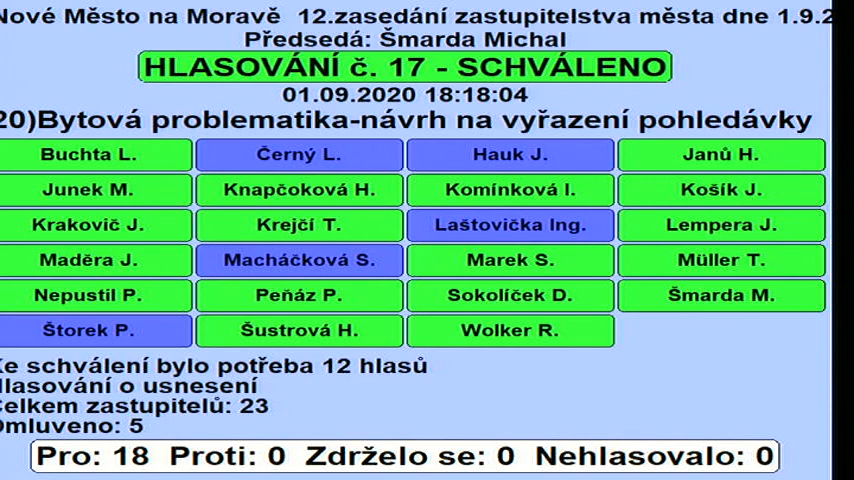 Nové Město na Moravě 12.zasedání zastupitelstva města dne 1.9.2
Předsedá: Šmarda Michal
HLASOVÁNÍ č. 17 - SCHVÁLENO
01.09.2020 18:18:04
20)Bytová problematika-návrh na vyřazení pohledávky
Buchta L. Černý L. Hauk J. Janů H.
Junek M. Knapčoková H. Komínková I. Košík J.
Krakovič J. Krejčí T. Laštovička Ing. Lempera J.
Maděra J. Macháčková S. Marek S. Müller T.
Nepustil P. Peňáz P. Sokolíček D. Šmarda M.
Štorek P. Šustrová H. Wolker R.
Ke schválení bylo potřeba 12 hlasů
Hlasování o usnesení
Celkem zastupitelů: 23
Omluveno: 5
Pro: 18 Proti: 0 Zdrželo se: 0 Nehlasovalo: 0